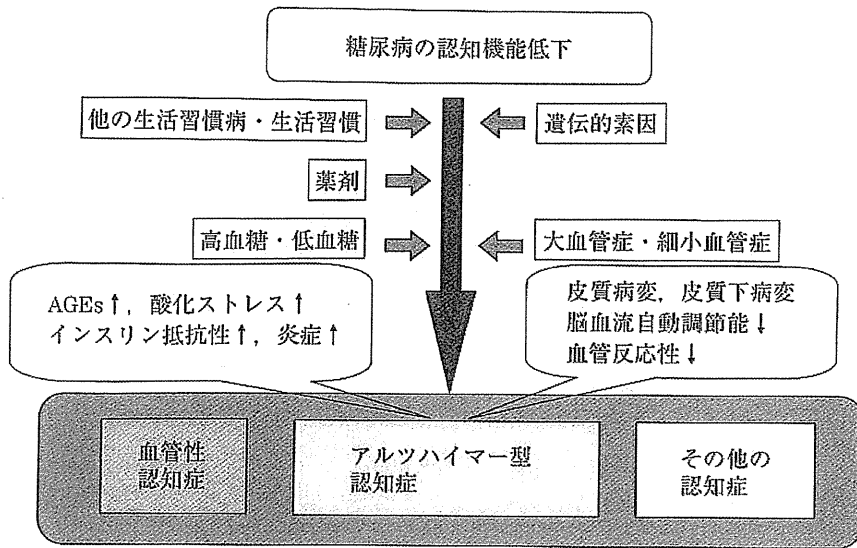 糖尿病の認知機能低下
他の生活習慣病・生活習慣
遺伝的素因
薬剤
高血糖・低血糖
大血管症・細小血管症
AGEs↑，酸化ストレス↑
インスリン抵抗性↑，炎症↑
皮質病変，皮質下病変
脳血流自動調節能↓
血管反応性↓
血管性
認知症
アルツハイマー型
認知症
その他の
認知症